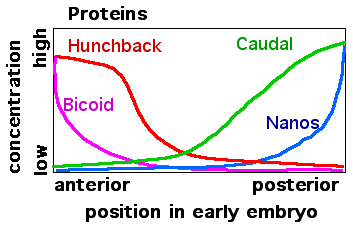 Proteins
high
Hunchback
Caudal
Bicoid
Nanos
concentration
low
anterior
posterior
position in early embryo